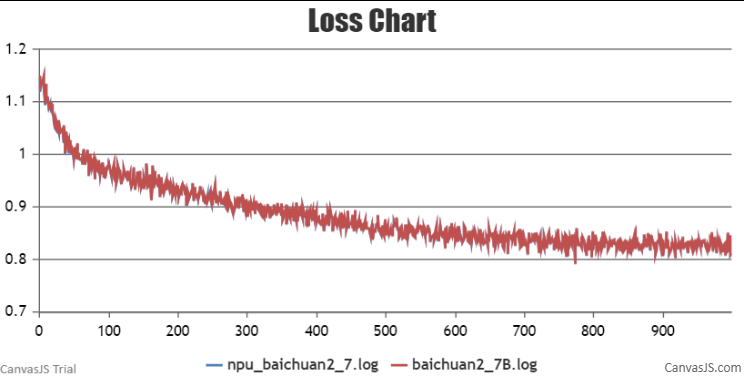 Loss Chart
1.2
1.1
1
0.9
0.8
0.7
0 100 200 300 400 500 600 700 800 900
npu_baichuan2_7.log baichuan2_7B.log
CanvasJS Trial CanvasJS.com